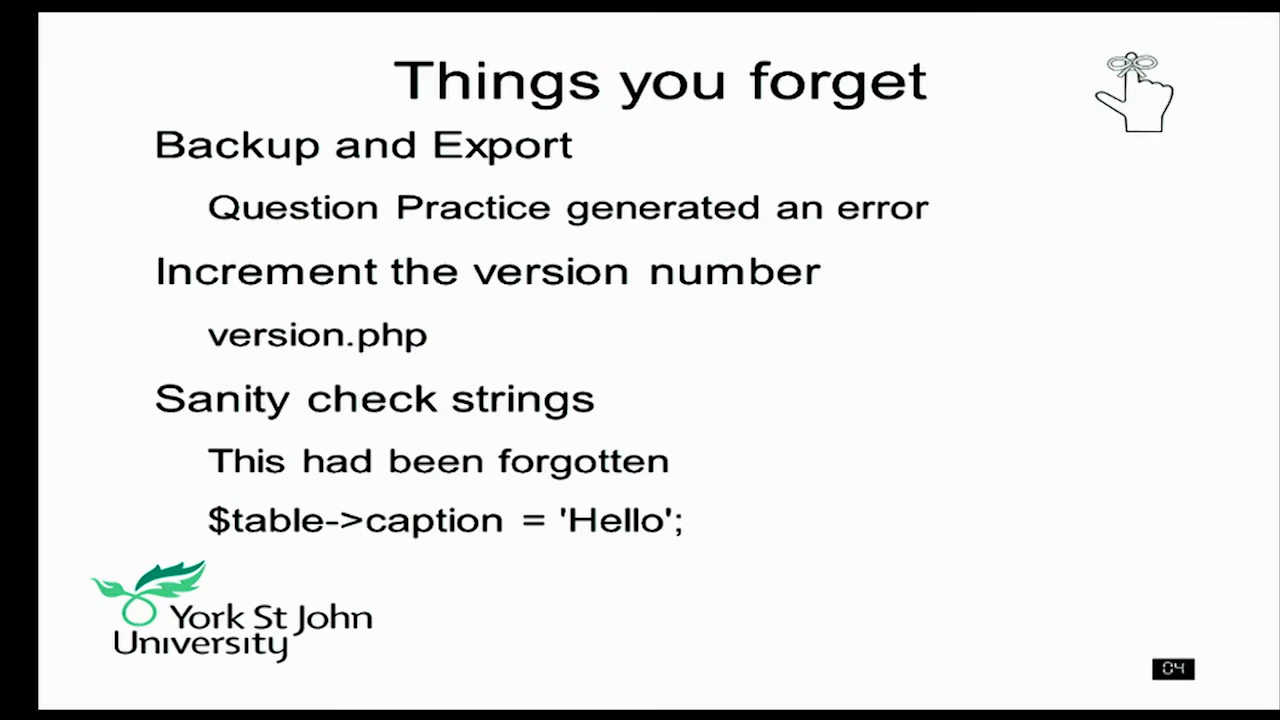 Things you forget
Backup and Export
Question Practice generated an error
Increment the version number
version.php
Sanity check strings
This had been forgotten
$table->caption = 'Hello';
York St John
University
04